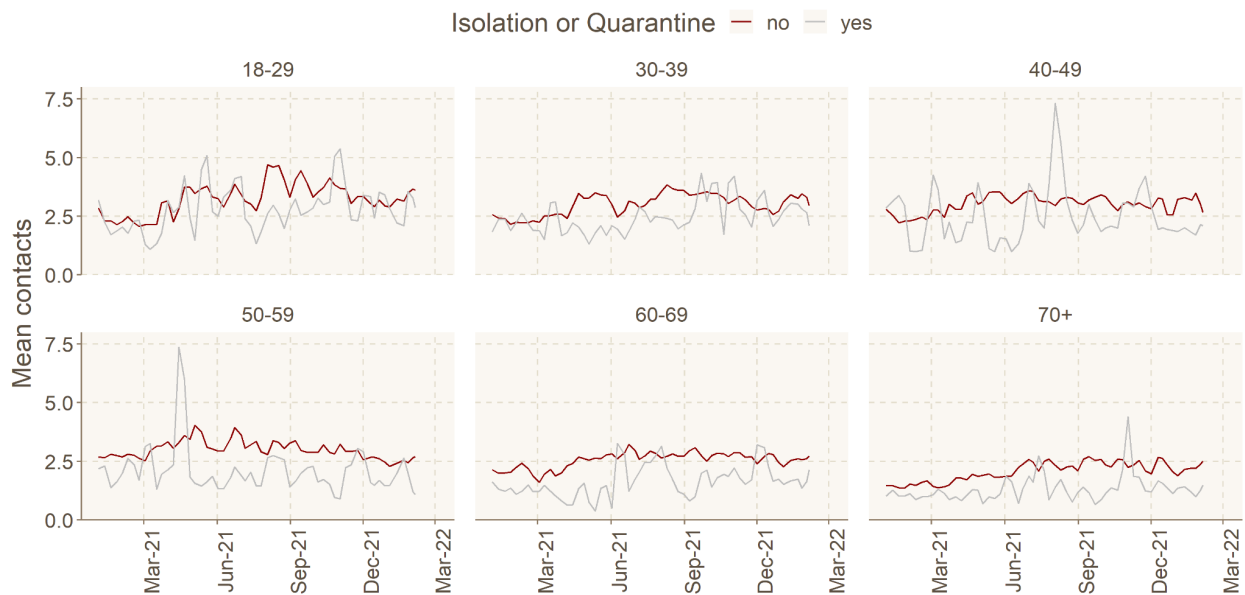 Isolation or Quarantine no yes
18-29 30-39 40-49
7.5
5.0
2.5
0.0
Mean contacts
50-59 60-69 70+
7.5
5.0
2.5
0.0
Mar-21 Jun-21 Sep-21 Dec-21 Mar-22 Mar-21 Jun-21 Sep-21 Dec-21 Mar-22 Mar-21 Jun-21 Sep-21 Dec-21 Mar-22